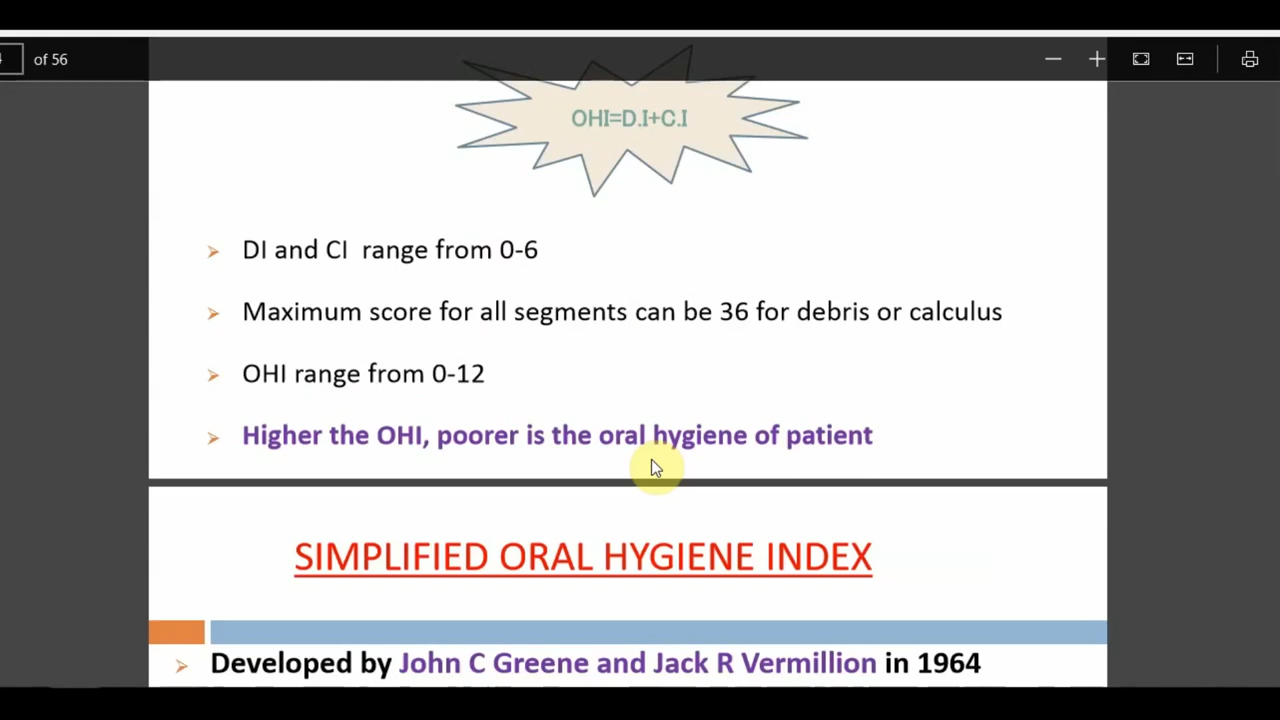 of 56
OHI=D.I+C.I
DI and CI range from 0-6
Maximum score for all segments can be 36 for debris or calculus
OHI range from 0-12
Higher the OHI, poorer is the oral hygiene of patient
SIMPLIFIED ORAL HYGIENE INDEX
Developed by John C Greene and Jack R Vermillion in 1964